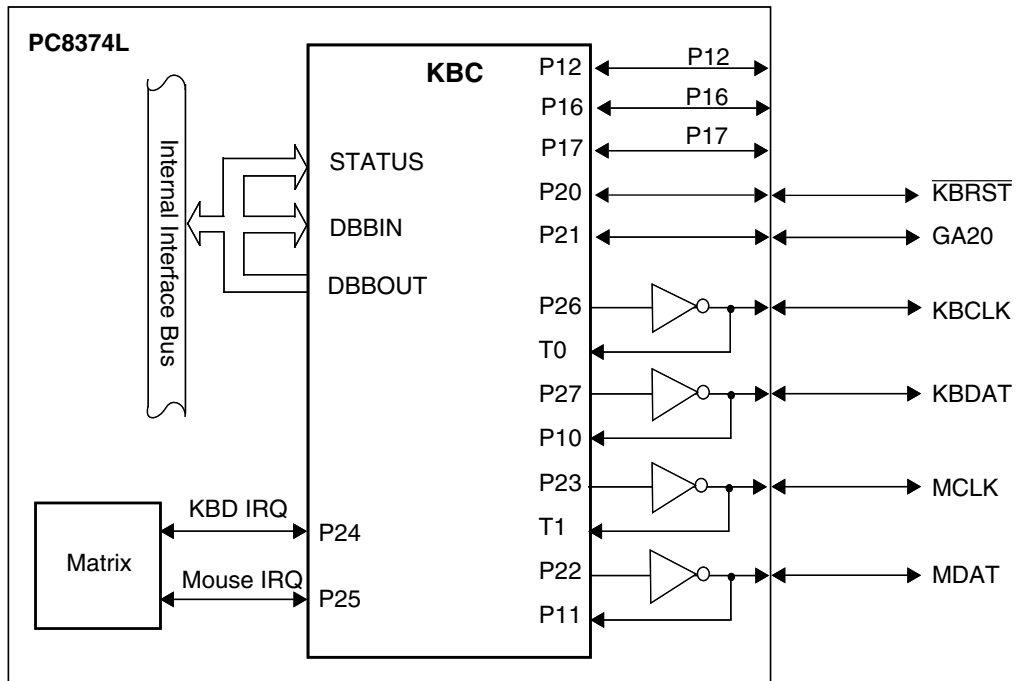 PC8374L
KBC
Internal Interface Bus
STATUS
DBBIN
DBBOUT
Matrix
KBD IRQ
Mouse IRQ
P24
P25
P12
P12
P16
P16
P17
P17
P20
KBRST
P21
GA20
P26
KBCLK
T0
P27
KBDAT
P10
P23
MCLK
T1
P22
MDAT
P11